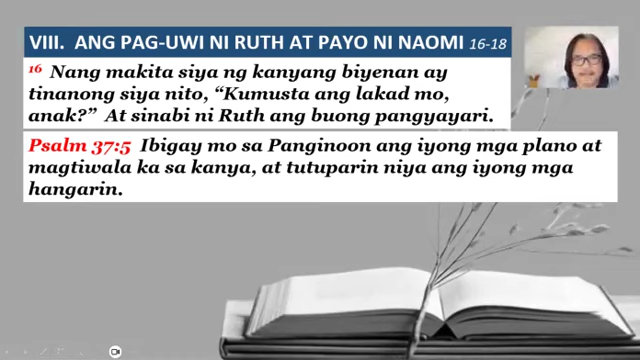 VIII. ANG PAG-UWI NI RUTH AT PAYO NI NAOMI 16-18
16 Nang makita siya ng kanyang biyenan ay
tinanong siya nito, “Kumusta ang lakad mo,
anak?” At sinabi ni Ruth ang buong pangyayari.
Psalm 37:5 Ibigay mo sa Panginoon ang iyong mga plano at
magtiwala ka sa kanya, at tutuparin niya ang iyong mga
hangarin.